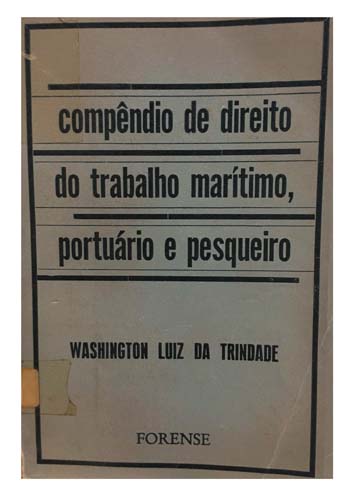 compêndio de direito
do trabalho marítimo,
portuário e pesqueiro
WASHINGTON LUIZ DA TRINDADE
FORENSE